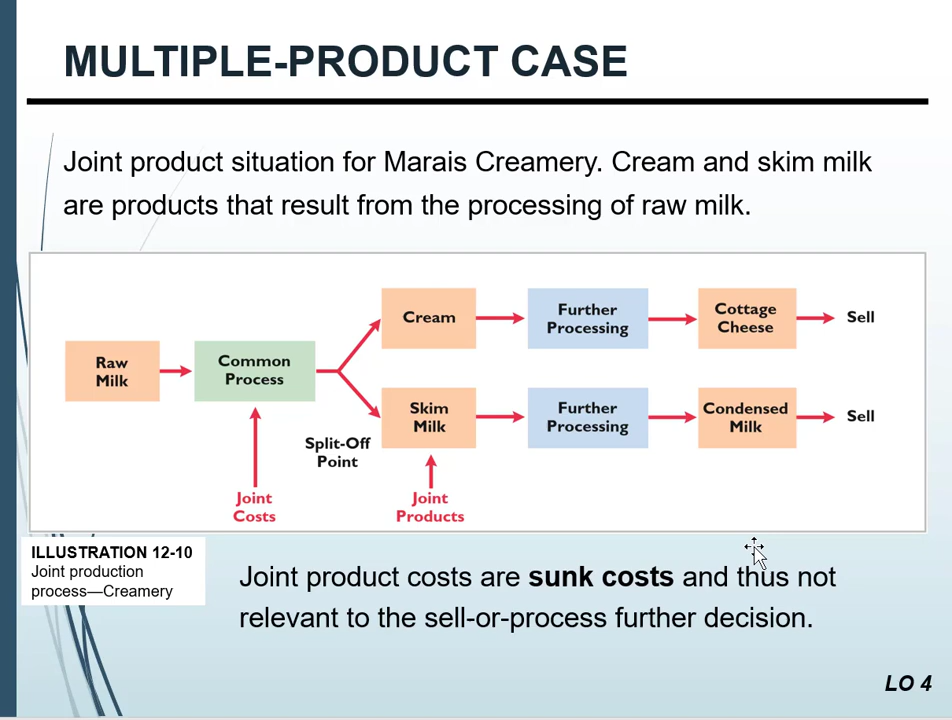 MULTIPLE-PRODUCT CASE
Joint product situation for Marais Creamery. Cream and skim milk
are products that result from the processing of raw milk.
Raw
Milk
Common
Process
Cream
Further
Processing
Cottage
Cheese
Sell
Skim
Milk
Further
Processing
Condensed
Milk
Sell
Split-Off
Point
Joint
Costs
Joint
Products
ILLUSTRATION 12-10
Joint production
process—Creamery
Joint product costs are sunk costs and thus not
relevant to the sell-or-process further decision.
LO 4